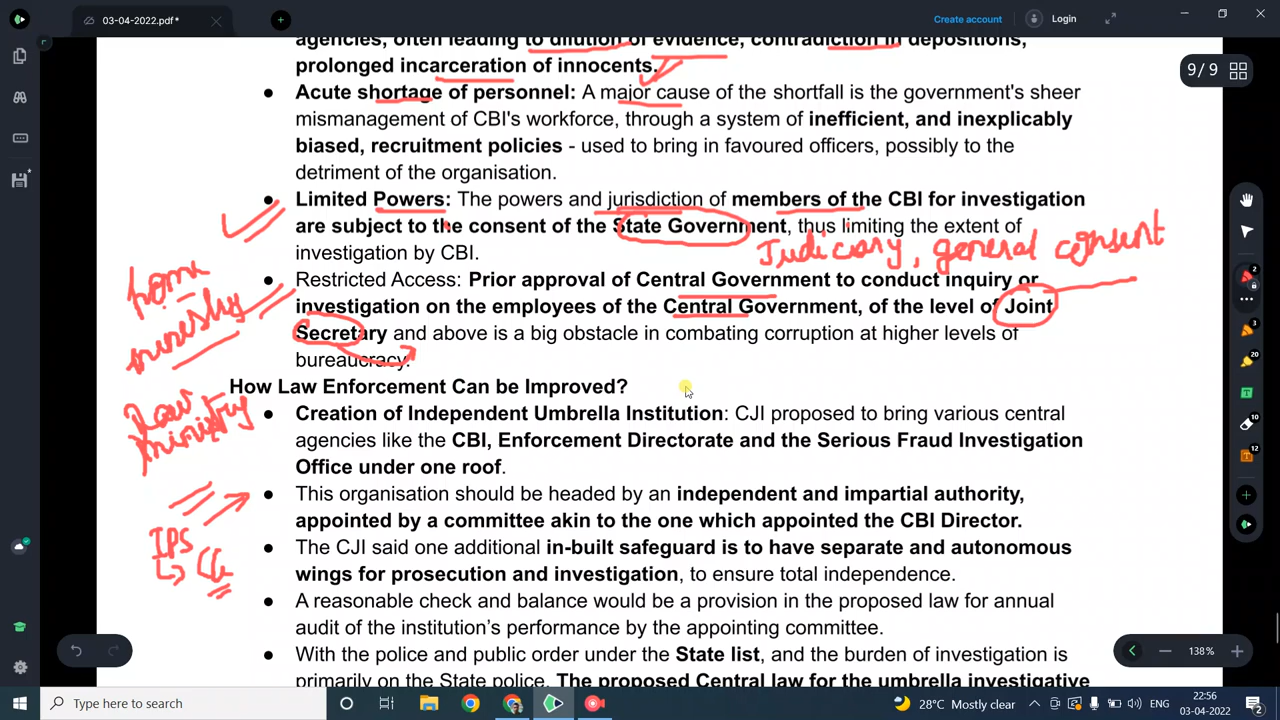 03-04-2022.pdf*
Create account
Login
9/9
agencies, often leading to dilution of evidence, contradiction in depositions,
prolonged incarceration of innocents.
● Acute shortage of personnel: A major cause of the shortfall is the government's sheer
mismanagement of CBI's workforce, through a system of inefficient, and inexplicably
biased, recruitment policies - used to bring in favoured officers, possibly to the
detriment of the organisation.
● Limited Powers: The powers and jurisdiction of members of the CBI for investigation
are subject to the consent of the State Government, thus limiting the extent of
investigation by CBI.
Judiciary, general consent
● Restricted Access: Prior approval of Central Government to conduct inquiry or
investigation on the employees of the Central Government, of the level of Joint
Secretary and above is a big obstacle in combating corruption at higher levels of
bureaucracy.
home
ministry
How Law Enforcement Can be Improved?
● Creation of Independent Umbrella Institution: CJI proposed to bring various central
agencies like the CBI, Enforcement Directorate and the Serious Fraud Investigation
Office under one roof.
Law
Ministry
● This organisation should be headed by an independent and impartial authority,
appointed by a committee akin to the one which appointed the CBI Director.
● The CJI said one additional in-built safeguard is to have separate and autonomous
wings for prosecution and investigation, to ensure total independence.
IPS
● A reasonable check and balance would be a provision in the proposed law for annual
audit of the institution's performance by the appointing committee.
● With the police and public order under the State list, and the burden of investigation is
primarily on the State police. The proposed Central law for the umbrella investigative
138%
Type here to search
28°C Mostly clear
ENG
22:56
03-04-2022